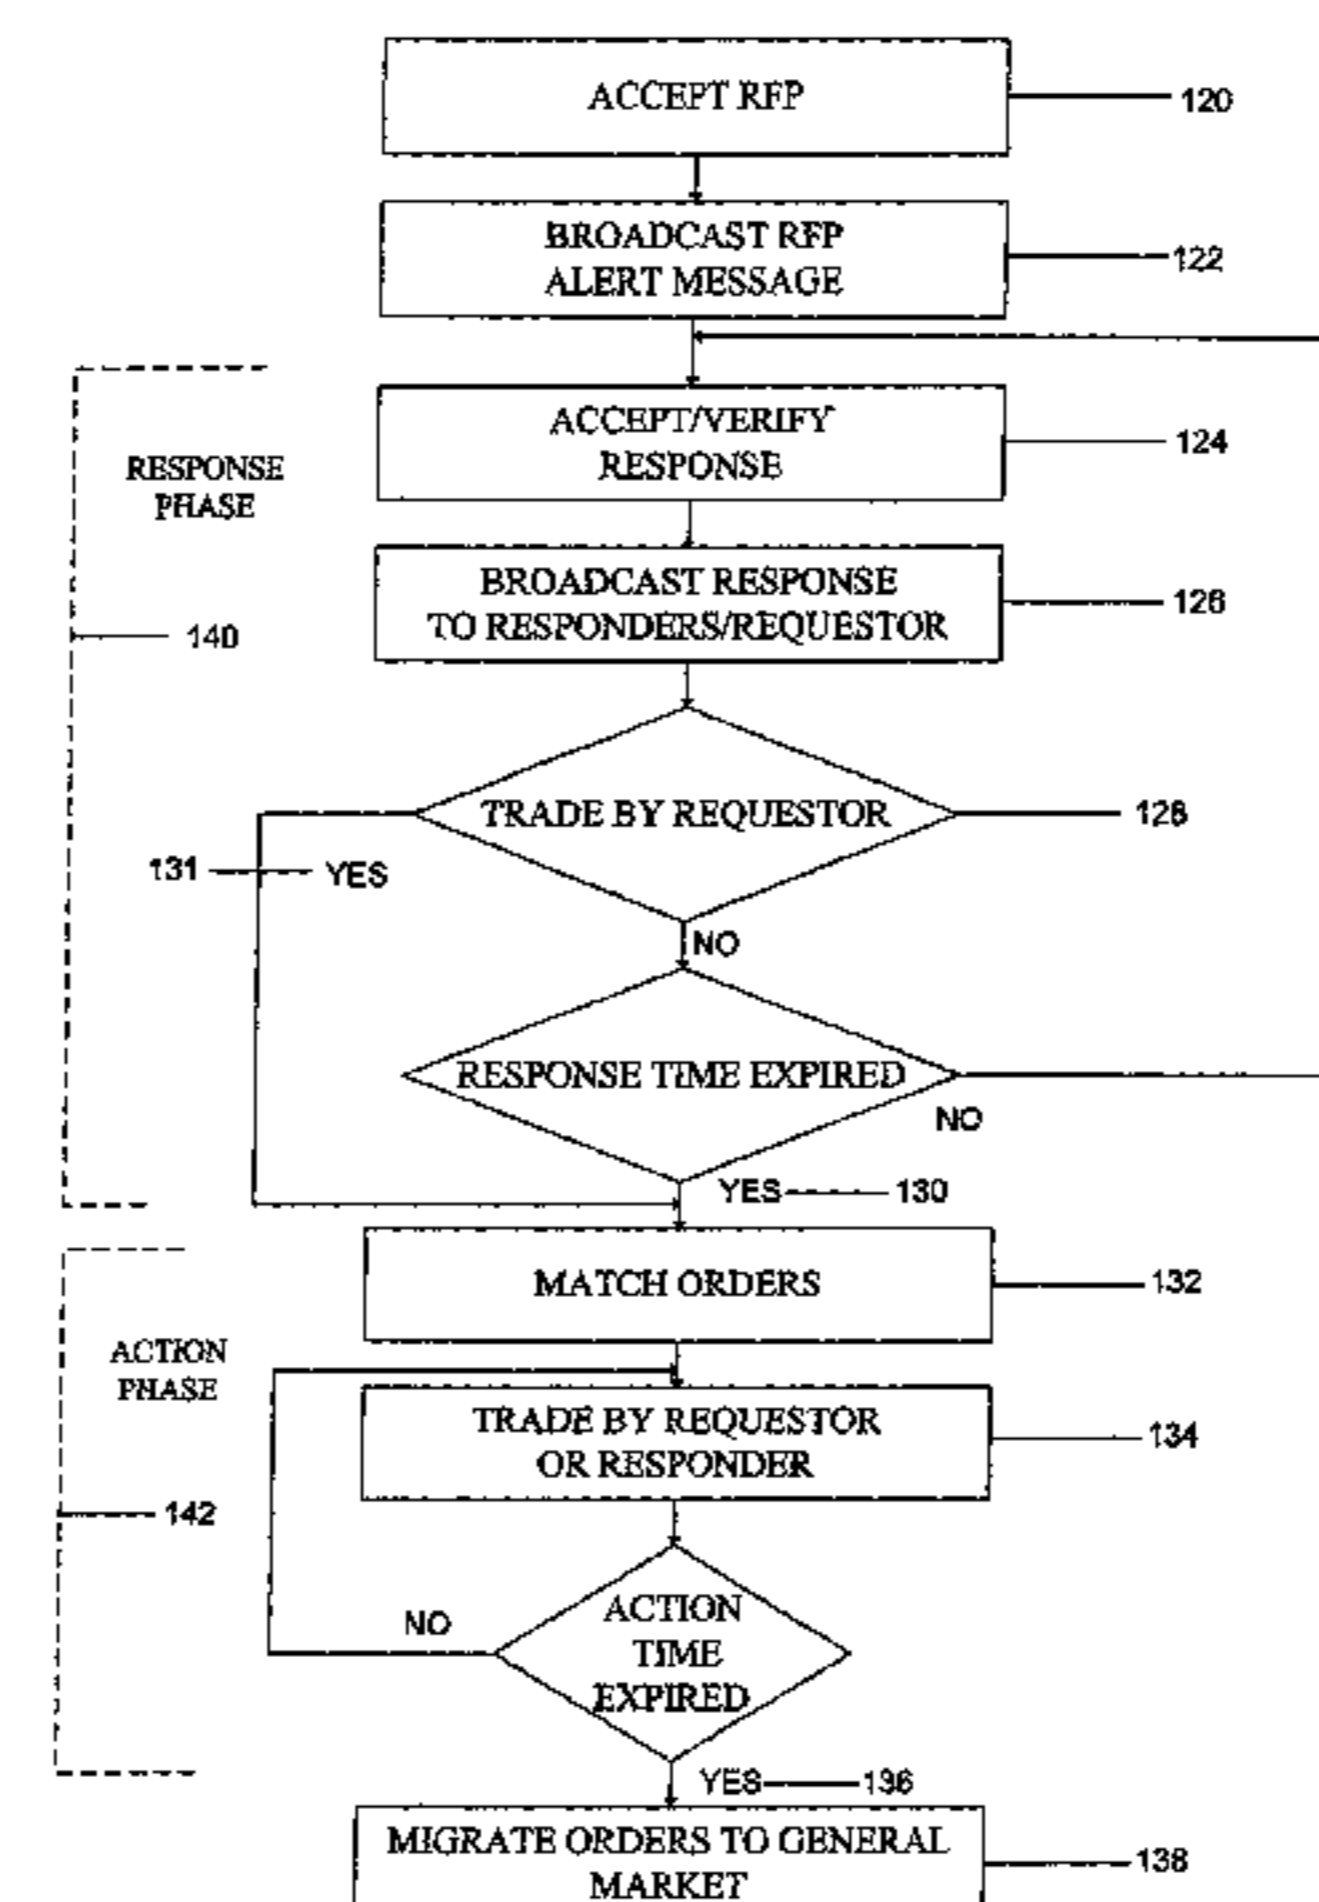 ACCEPT RFP
120
BROADCAST RFP
ALERT MESSAGE
122
ACCEPT/VERIFY
RESPONSE
124
RESPONSE
PHASE
BROADCAST RESPONSE
TO RESPONDERS/REQUESTOR
126
140
TRADE BY REQUESTOR
128
131
YES
NO
RESPONSE TIME EXPIRED
NO
YES
130
MATCH ORDERS
132
ACTION
PHASE
TRADE BY REQUESTOR
OR RESPONDER
134
142
ACTION
TIME
EXPIRED
NO
YES
136
MIGRATE ORDERS TO GENERAL
MARKET
138